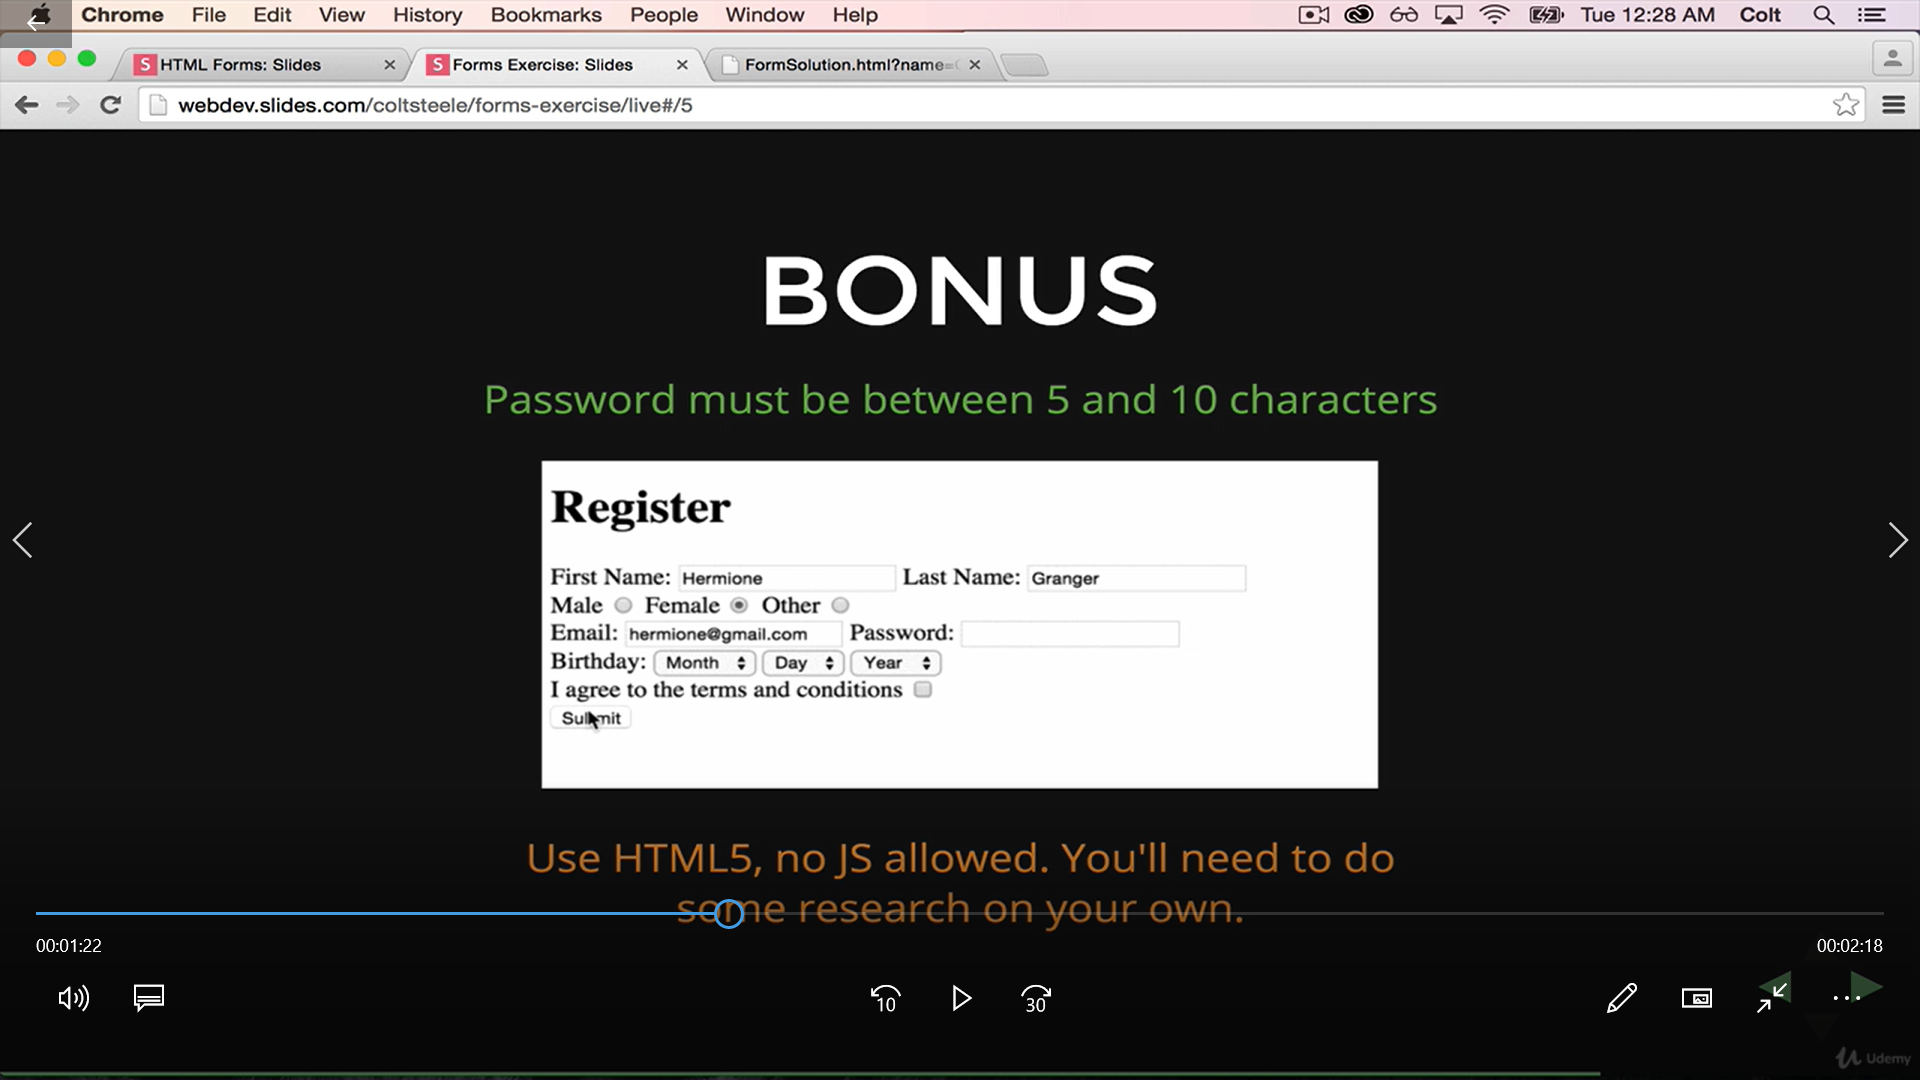 Chrome File Edit View History Bookmarks People Window Help Tue 12:28 AM Colt
S HTML Forms: Slides S Forms Exercise: Slides FormSolution.html?name=
webdev.slides.com/coltsteele/forms-exercise/live#/5
BONUS
Password must be between 5 and 10 characters
Register
First Name: Hermione Last Name: Granger
Male Female Other
Email: hermione@gmail.com Password:
Birthday: Month Day Year
I agree to the terms and conditions
Submit
Use HTML5, no JS allowed. You'll need to do
some research on your own.
00:01:22 00:02:18
10 30
Udemy